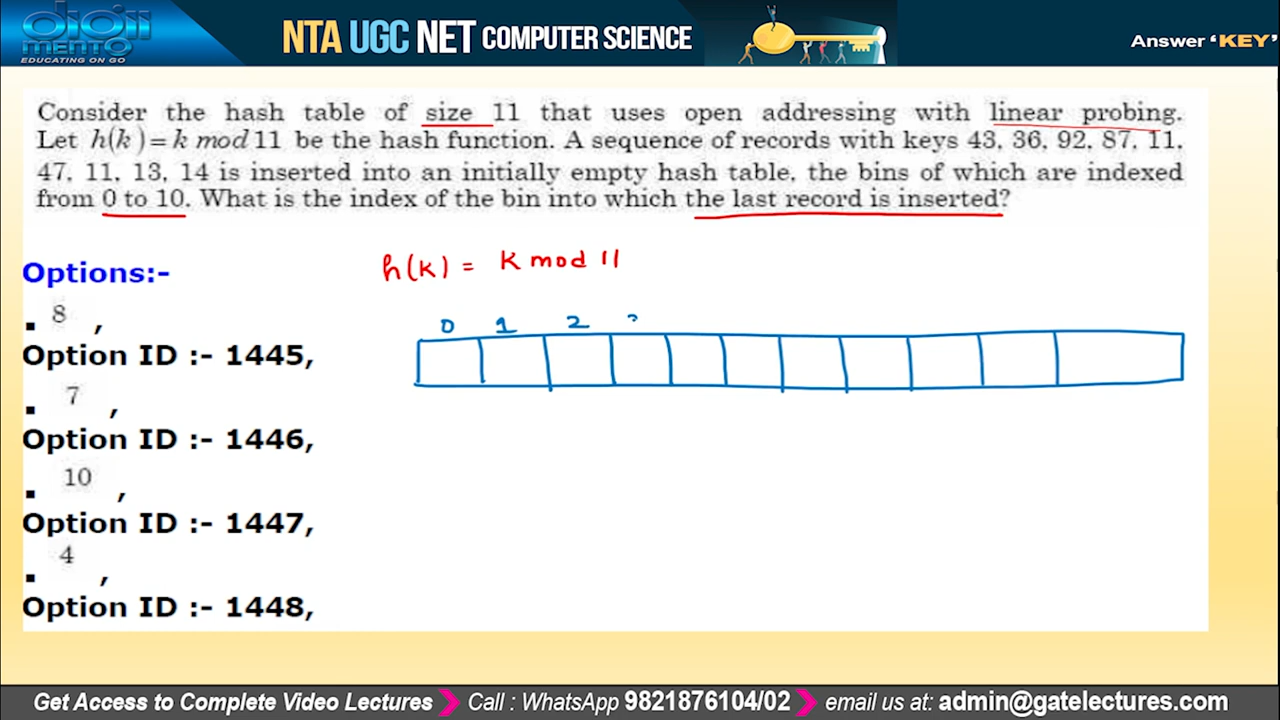 digii
MENTO
EDUCATING ON GO
NTA UGC NET COMPUTER SCIENCE
Answer ‘KEY’
Consider the hash table of size 11 that uses open addressing with linear probing.
Let h(k)=k mod 11 be the hash function. A sequence of records with keys 43, 36, 92, 87, 11,
47, 11, 13, 14 is inserted into an initially empty hash table, the bins of which are indexed
from 0 to 10. What is the index of the bin into which the last record is inserted?
h(k) = k mod 11
Options:-
8 ,
Option ID :- 1445,
7 ,
Option ID :- 1446,
10 ,
Option ID :- 1447,
4 ,
Option ID :- 1448,
0 1 2
Get Access to Complete Video Lectures Call : WhatsApp 9821876104/02 email us at: admin@gatelectures.com